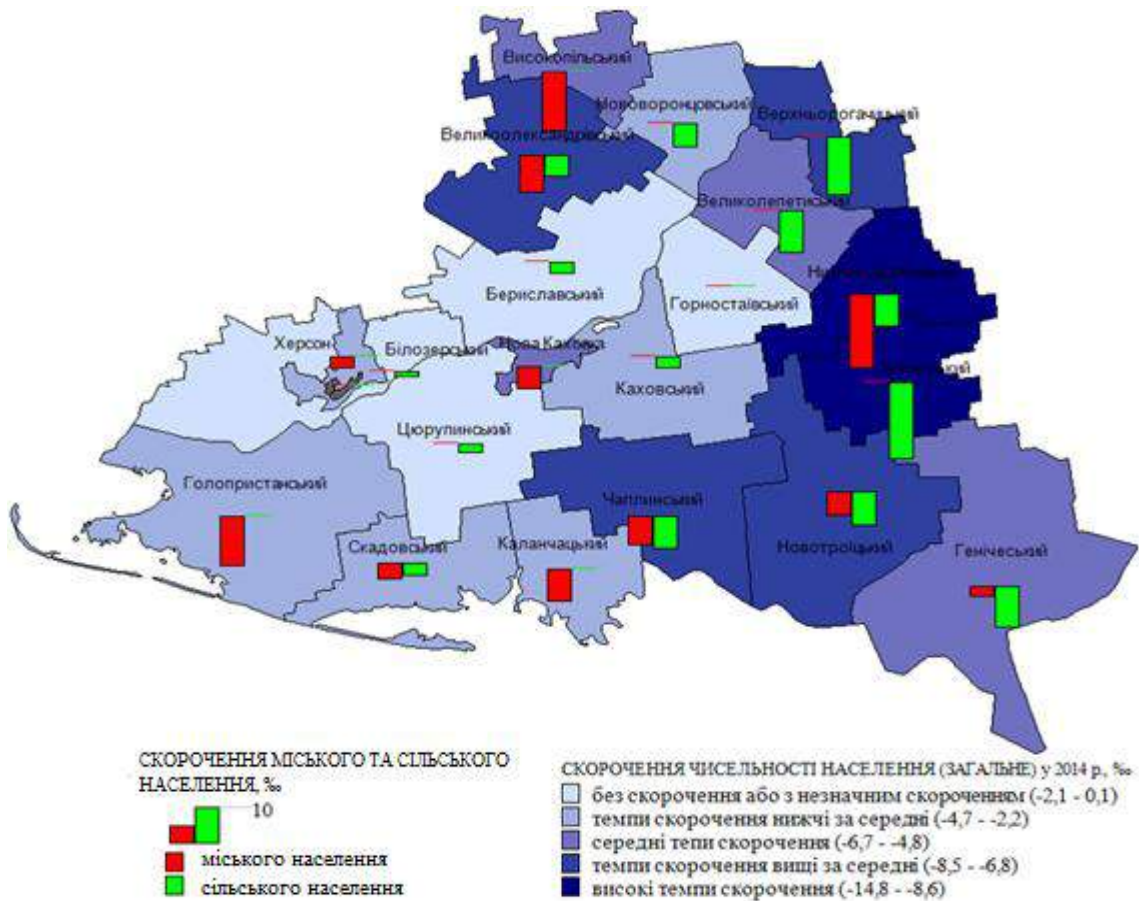 Високопільський
Нововоронцовський
Верхньорогачицький
Великоолександрівський
Великолепетиський
Бериславський
Горностаївський
Херсон
Білозерський
Нова Каховка
Каховський
Цюрупинський
Голопристанський
Чаплинський
Скадовський
Каланчацький
Новотроїцький
Генічеський
СКОРОЧЕННЯ МІСЬКОГО ТА СІЛЬСЬКОГО
НАСЕЛЕННЯ, ‰
10
міського населення
сільського населення
СКОРОЧЕННЯ ЧИСЕЛЬНОСТІ НАСЕЛЕННЯ (ЗАГАЛЬНЕ) у 2014 р., ‰
без скорочення або з незначним скороченням (-2,1 - 0,1)
темпи скорочення нижчі за середні (-4,7 - -2,2)
середні тепи скорочення (-6,7 - -4,8)
темпи скорочення вищі за середні (-8,5 - -6,8)
високі темпи скорочення (-14,8 - -8,6)